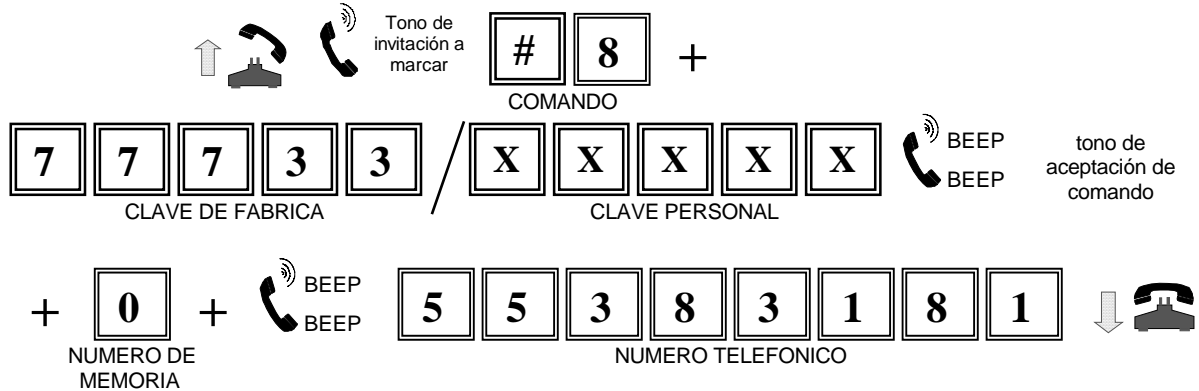 Tono de
invitación a
marcar
# 8 +
COMANDO
7 7 7 3 3 / X X X X X
BEEP
BEEP
tono de
aceptación de
comando
CLAVE DE FABRICA
CLAVE PERSONAL
+ 0 +
BEEP
BEEP
5 5 3 8 3 1 8 1
NUMERO DE
MEMORIA
NUMERO TELEFONICO